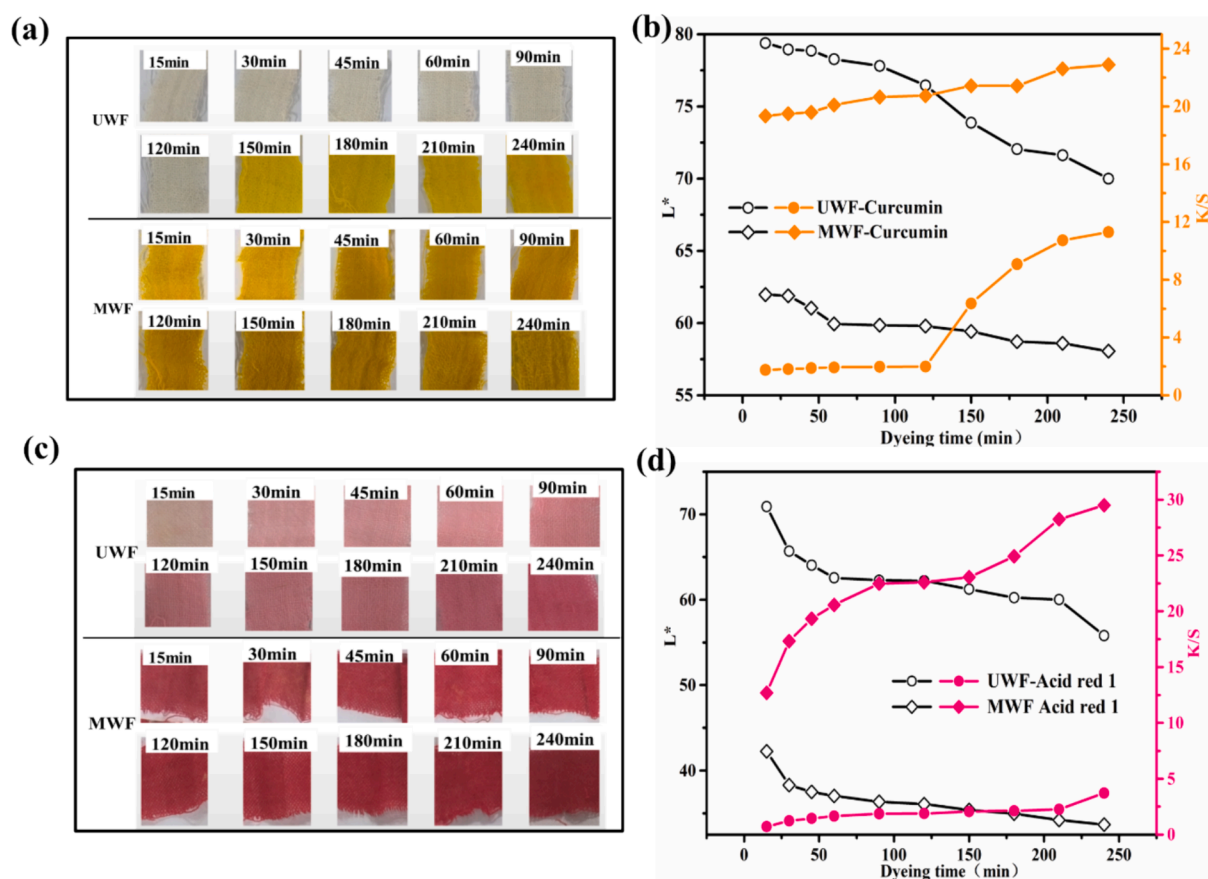 (a)
15min 30min 45min 60min 90min
UWF
120min 150min 180min 210min 240min
15min 30min 45min 60min 90min
MWF
120min 150min 180min 210min 240min
(b)
80
75
70
65
60
55
L*
24
20
16
12
8
4
0
K/S
UWF-Curcumin
MWF-Curcumin
0 50 100 150 200 250
Dyeing time (min)
(c)
15min 30min 45min 60min 90min
UWF
120min 150min 180min 210min 240min
15min 30min 45min 60min 90min
MWF
120min 150min 180min 210min 240min
(d)
70
60
50
40
L*
30
25
20
15
10
5
0
K/S
UWF-Acid red 1
MWF Acid red 1
0 50 100 150 200 250
Dyeing time (min)